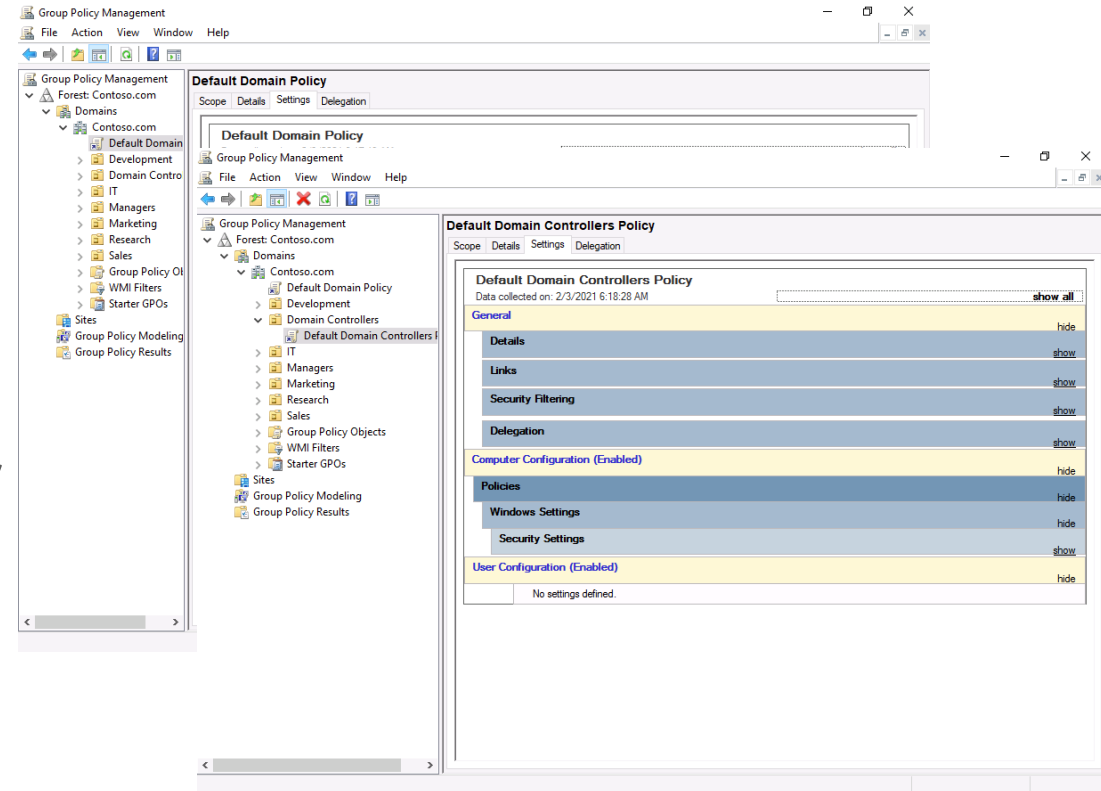 Group Policy Management
File Action View Window Help
Group Policy Management
Forest: Contoso.com
Domains
Contoso.com
Default Domain
Development
Domain Contro
IT
Managers
Marketing
Research
Sales
Group Policy Ob
WMI Filters
Starter GPOs
Sites
Group Policy Modeling
Group Policy Results
Default Domain Policy
Scope Details Settings Delegation
Default Domain Policy
Group Policy Management
File Action View Window Help
Group Policy Management
Forest: Contoso.com
Domains
Contoso.com
Default Domain Policy
Development
Domain Controllers
Default Domain Controllers P
IT
Managers
Marketing
Research
Sales
Group Policy Objects
WMI Filters
Starter GPOs
Sites
Group Policy Modeling
Group Policy Results
Default Domain Controllers Policy
Scope Details Settings Delegation
Default Domain Controllers Policy
Data collected on: 2/3/2021 6:18:28 AM show all
General
hide
Details
show
Links
show
Security Filtering
show
Delegation
show
Computer Configuration (Enabled)
hide
Policies
hide
Windows Settings
hide
Security Settings
show
User Configuration (Enabled)
hide
No settings defined.